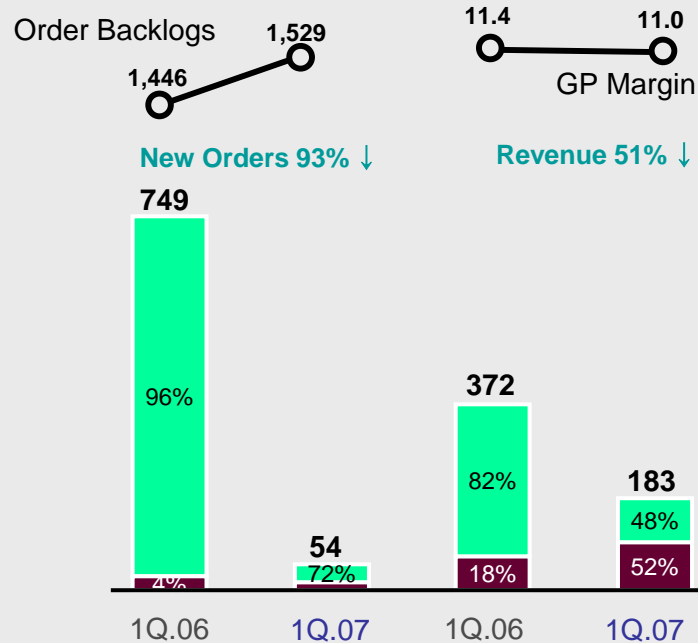 Order Backlogs
1,446
1,529
11.4
11.0
GP Margin
New Orders 93% ↓
Revenue 51% ↓
749
96%
4%
54
72%
372
82%
18%
183
48%
52%
1Q.06
1Q.07
1Q.06
1Q.07